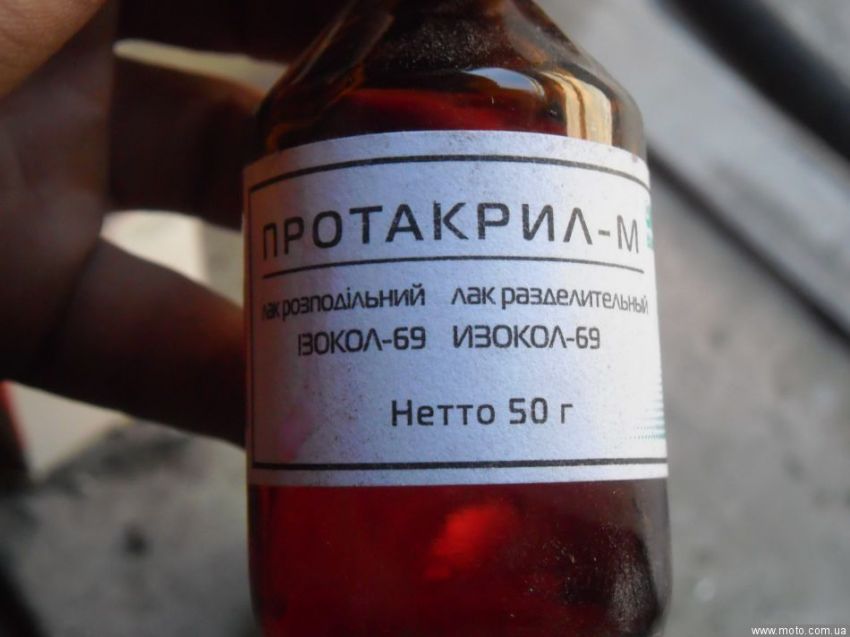 ПРОТАКРИЛ-М
лак розподільний лак разделительный
ІЗОКОЛ-69 ИЗОКОЛ-69
Нетто 50 г
www.moto.com.ua